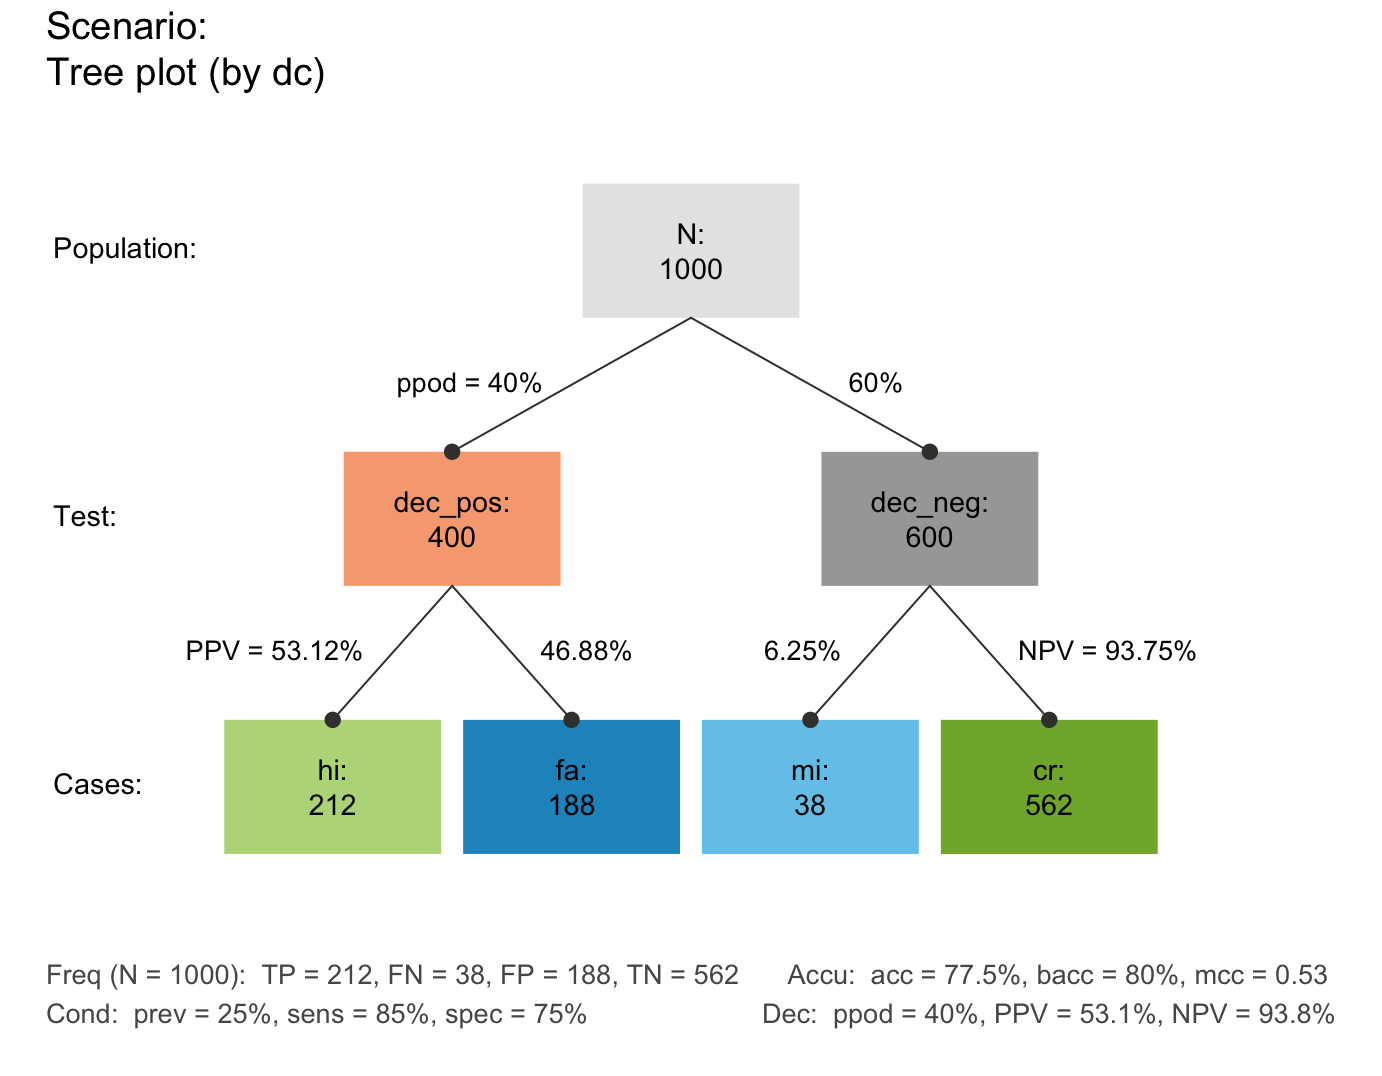 Scenario:
Tree plot (by dc)
Population:
N:
1000
ppod = 40%
60%
Test:
dec_pos:
400
dec_neg:
600
PPV = 53.12%
46.88%
6.25%
NPV = 93.75%
Cases:
hi:
212
fa:
188
mi:
38
cr:
562
Freq (N = 1000):  TP = 212, FN = 38, FP = 188, TN = 562
Accu:  acc = 77.5%, bacc = 80%, mcc = 0.53
Cond:  prev = 25%, sens = 85%, spec = 75%
Dec:  ppod = 40%, PPV = 53.1%, NPV = 93.8%